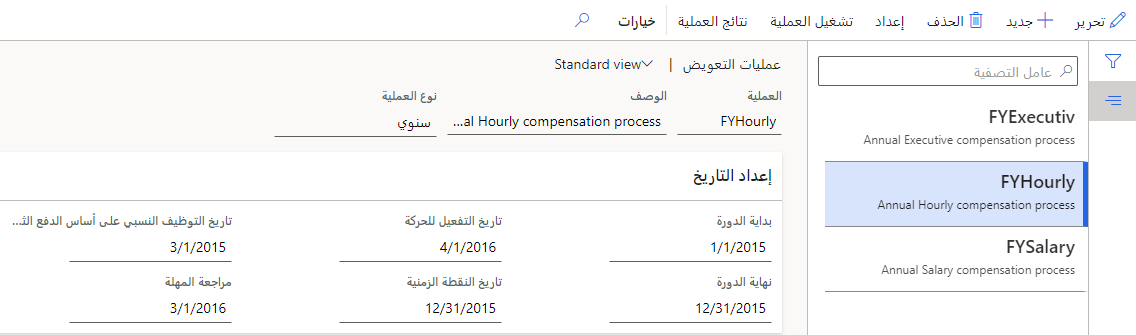 تحرير
جديد
الحذف
إعداد
تشغيل العملية
نتائج العملية
خيارات
عامل التصفية
FYExecutiv
Annual Executive compensation process
FYHourly
Annual Hourly compensation process
FYSalary
Annual Salary compensation process
عمليات التعويض | Standard view
العملية
FYHourly
الوصف
...al Hourly compensation process
نوع العملية
سنوي
إعداد التاريخ
بداية الدورة
1/1/2015
تاريخ التفعيل للحركة
4/1/2016
تاريخ التوظيف النسبي على أساس الدفع الث...
3/1/2015
نهاية الدورة
12/31/2015
تاريخ النقطة الزمنية
12/31/2015
مراجعة المهلة
3/1/2016